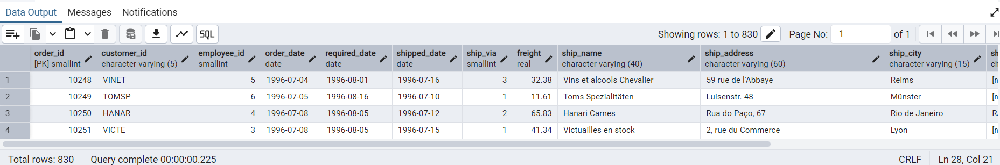 Data Output Messages Notifications
SQL Showing rows: 1 to 830 Page No: 1 of 1
order_id customer_id employee_id order_date required_date shipped_date ship_via freight ship_name ship_address ship_city sh
[PK] smallint character varying (5) smallint date date date smallint real character varying (40) character varying (60) character varying (15) ch
1 10248 VINET 5 1996-07-04 1996-08-01 1996-07-16 3 32.38 Vins et alcools Chevalier 59 rue de l'Abbaye Reims [n
2 10249 TOMSP 6 1996-07-05 1996-08-16 1996-07-10 1 11.61 Toms Spezialitäten Luisenstr. 48 Münster [n
3 10250 HANAR 4 1996-07-08 1996-08-05 1996-07-12 2 65.83 Hanari Carnes Rua do Paço, 67 Rio de Janeiro R.
4 10251 VICTE 3 1996-07-08 1996-08-05 1996-07-15 1 41.34 Victuailles en stock 2, rue du Commerce Lyon [n
Total rows: 830 Query complete 00:00:00.225 CRLF Ln 28, Col 21